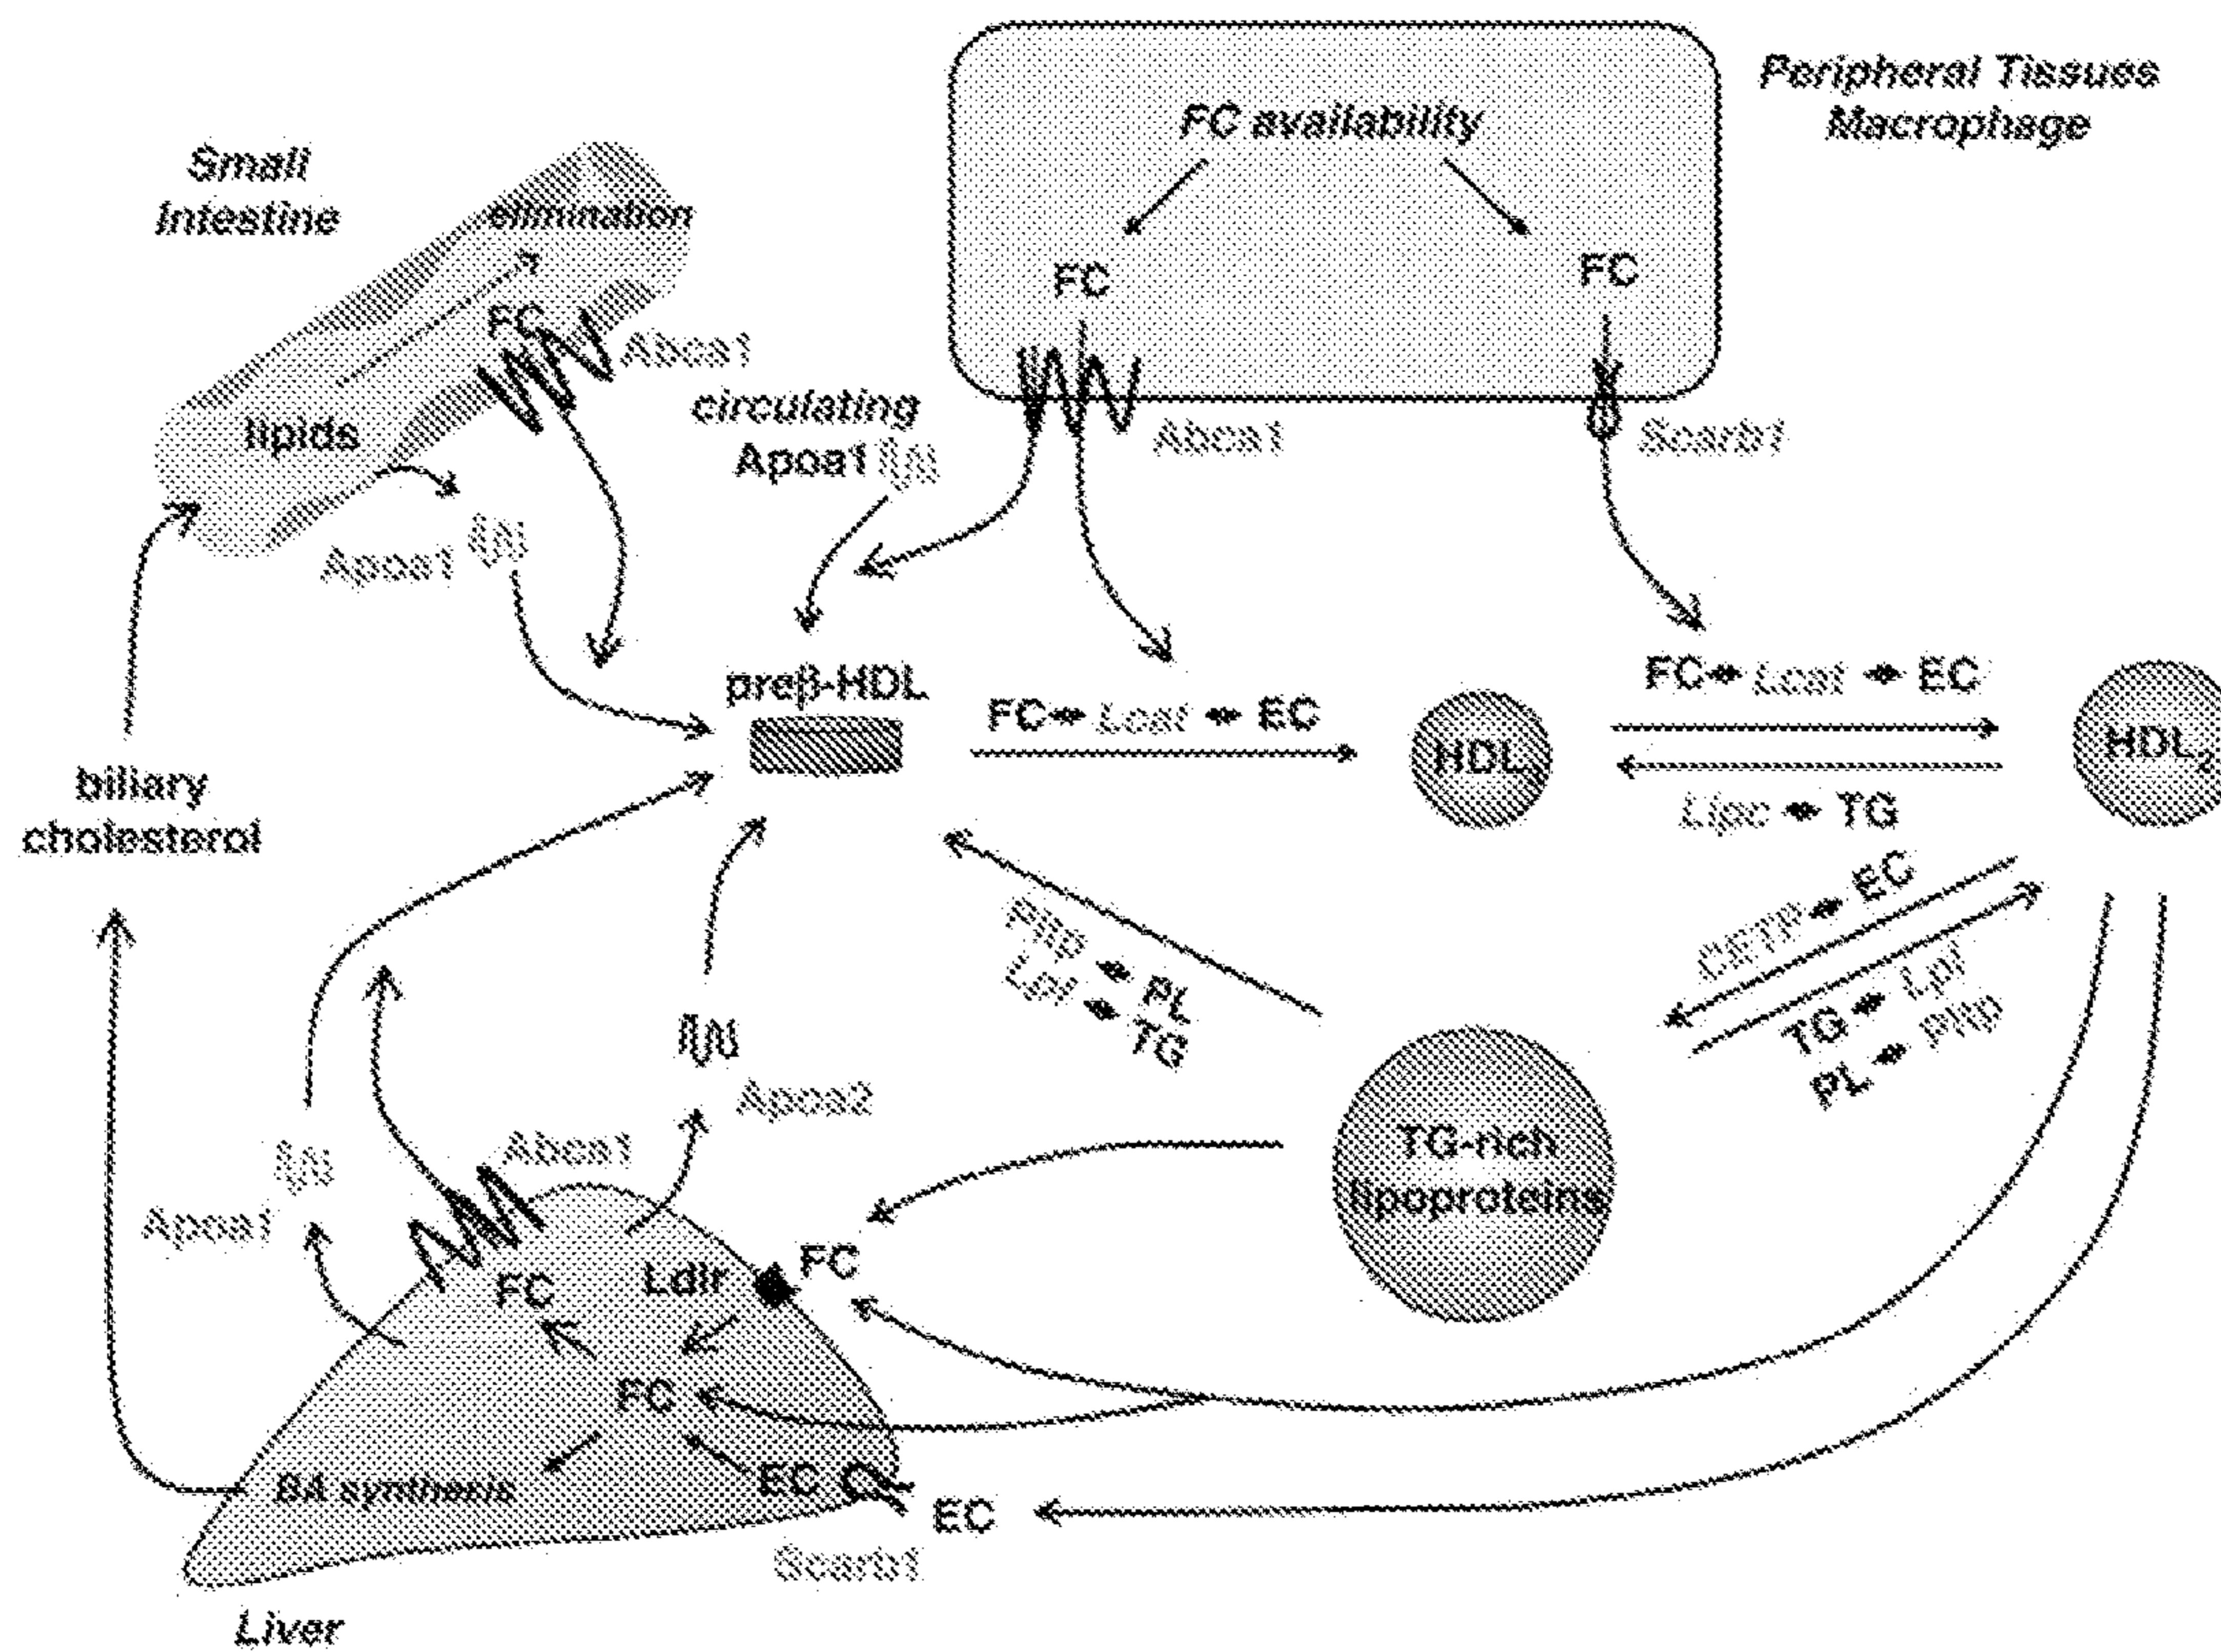 Peripheral Tissues
Macrophage
FC availability
FC
FC
Small
Intestine
elimination
FC
Abca1
lipids
circulating
Apoa1
Abca1
Scarb1
Apoa1
preβ-HDL
FC Lcat EC
HDL
FC Lcat EC
HDL2
Lipc TG
biliary
cholesterol
CETP EC
TG Lpl
PL Pltp
Pltp PL
Lpl TG
Apoa2
TG-rich
lipoproteins
Abca1
Apoa1
FC
Ldlr
FC
FC
BA synthesis
EC
EC
Scarb1
Liver